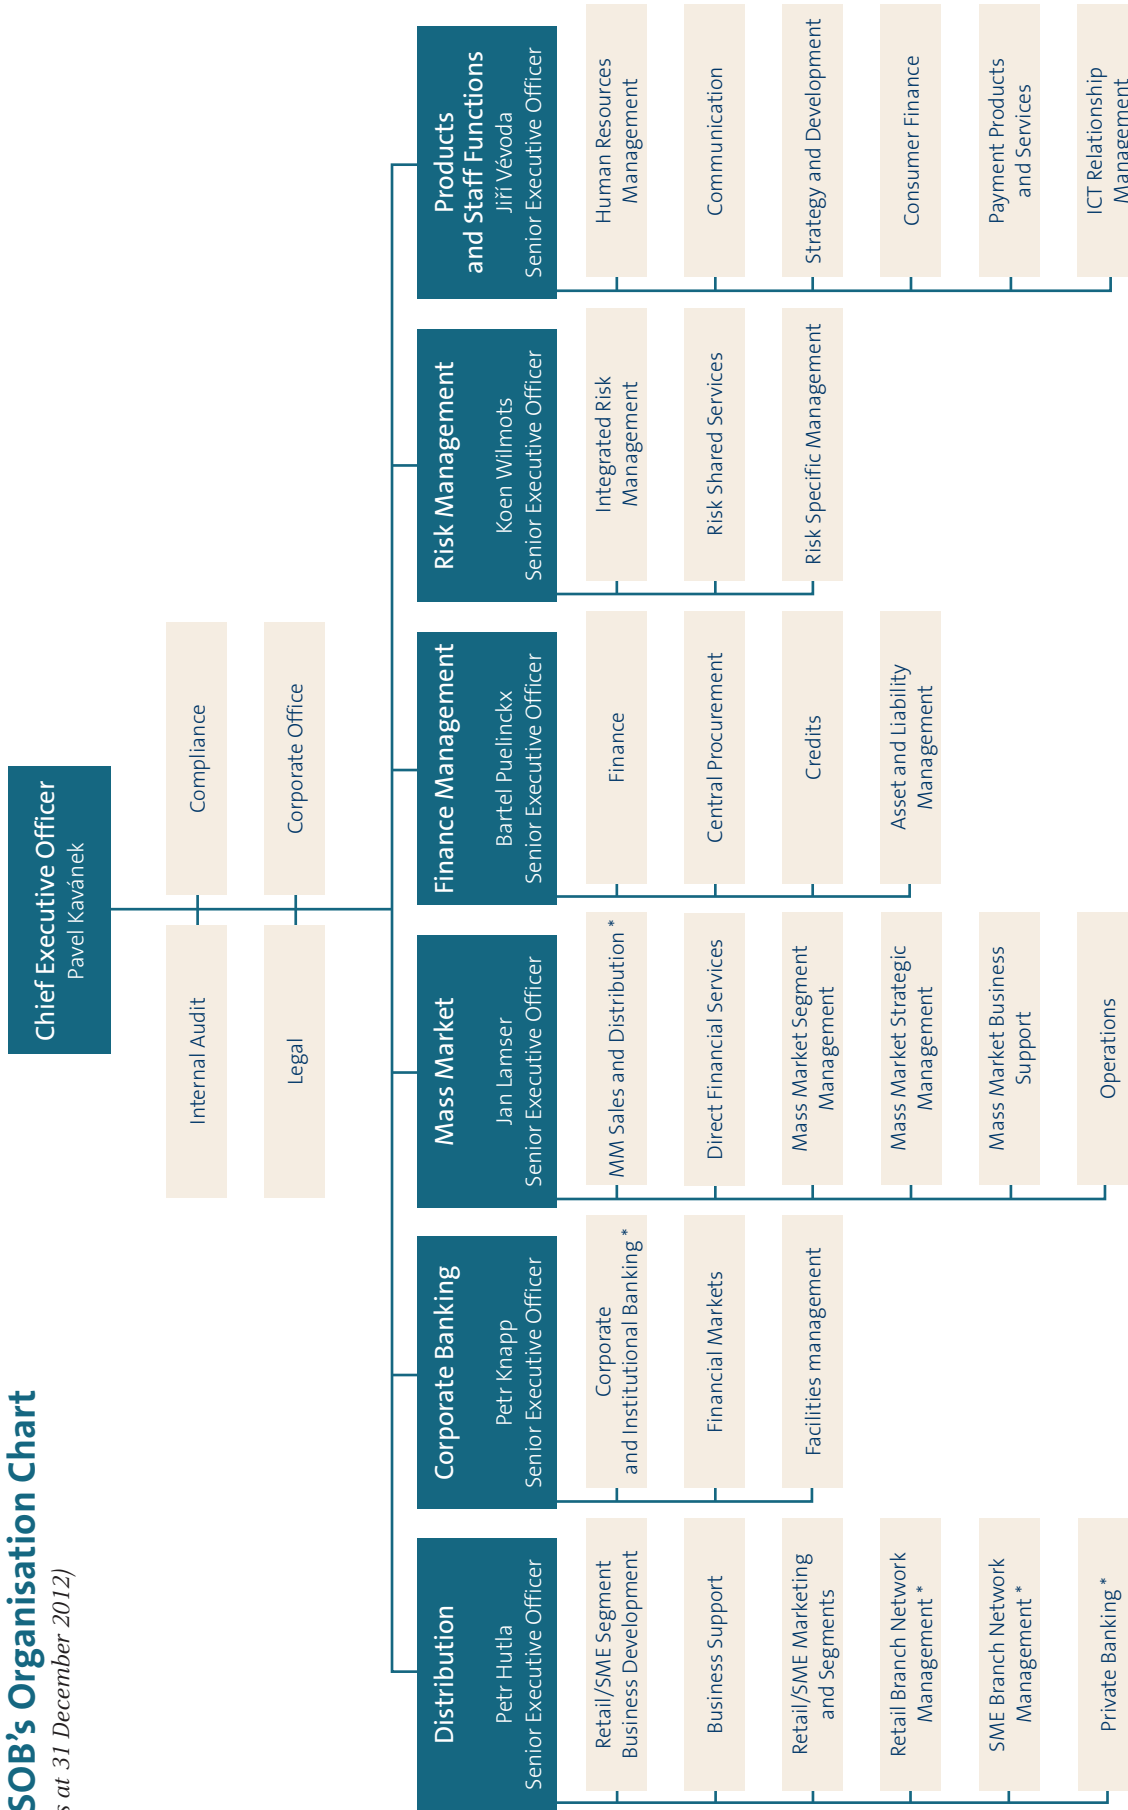 SOB's Organisation Chart
s at 31 December 2012)
Chief Executive Officer
Pavel Kavánek
Internal Audit
Compliance
Legal
Corporate Office
Distribution
Petr Hutla
Senior Executive Officer
Retail/SME Segment
Business Development
Business Support
Retail/SME Marketing
and Segments
Retail Branch Network
Management *
SME Branch Network
Management *
Private Banking *
Corporate Banking
Petr Knapp
Senior Executive Officer
Corporate
and Institutional Banking *
Financial Markets
Facilities management
Mass Market
Jan Lamser
Senior Executive Officer
MM Sales and Distribution *
Direct Financial Services
Mass Market Segment
Management
Mass Market Strategic
Management
Mass Market Business
Support
Operations
Finance Management
Bartel Puelinckx
Senior Executive Officer
Finance
Central Procurement
Credits
Asset and Liability
Management
Risk Management
Koen Wilmots
Senior Executive Officer
Integrated Risk
Management
Risk Shared Services
Risk Specific Management
Products
and Staff Functions
Jiří Vévoda
Senior Executive Officer
Human Resources
Management
Communication
Strategy and Development
Consumer Finance
Payment Products
and Services
ICT Relationship
Management